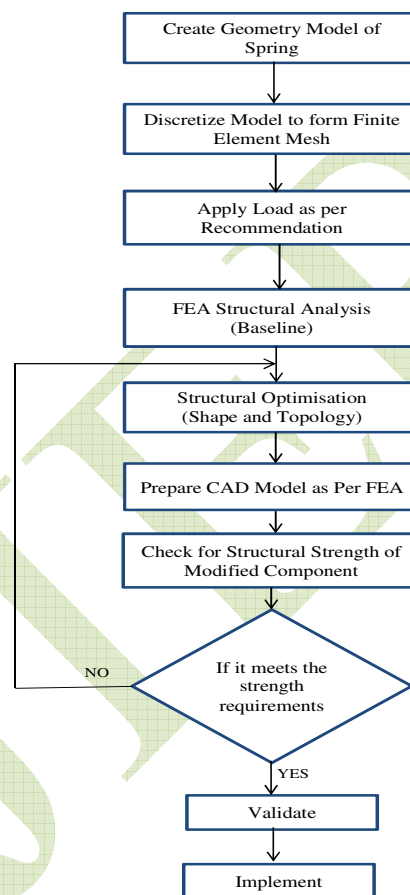 Create Geometry Model of
Spring
Discretize Model to form Finite
Element Mesh
Apply Load as per
Recommendation
FEA Structural Analysis
(Baseline)
Structural Optimisation
(Shape and Topology)
Prepare CAD Model as Per FEA
Check for Structural Strength of
Modified Component
If it meets the
strength
requirements
NO
YES
Validate
Implement